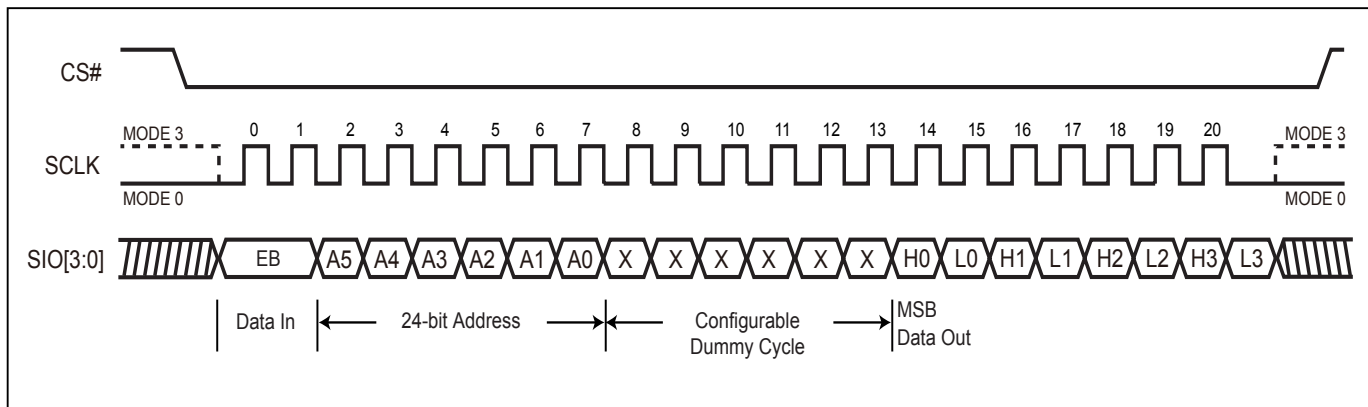 CS#
MODE 3
0 1 2 3 4 5 6 7 8 9 10 11 12 13 14 15 16 17 18 19 20
MODE 3
SCLK
MODE 0
MODE 0
SIO[3:0]
EB A5 A4 A3 A2 A1 A0 X X X X X X H0 L0 H1 L1 H2 L2 H3 L3
Data In
24-bit Address
Configurable
Dummy Cycle
MSB
Data Out